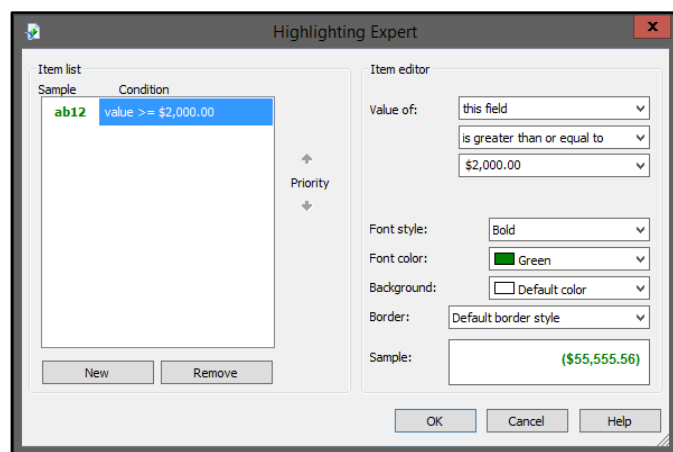 Highlighting Expert
x
Item list
Sample Condition
ab12 value >= $2,000.00
Priority
New Remove
Item editor
Value of: this field
is greater than or equal to
$2,000.00
Font style: Bold
Font color: Green
Background: Default color
Border: Default border style
Sample: ($55,555.56)
OK Cancel Help